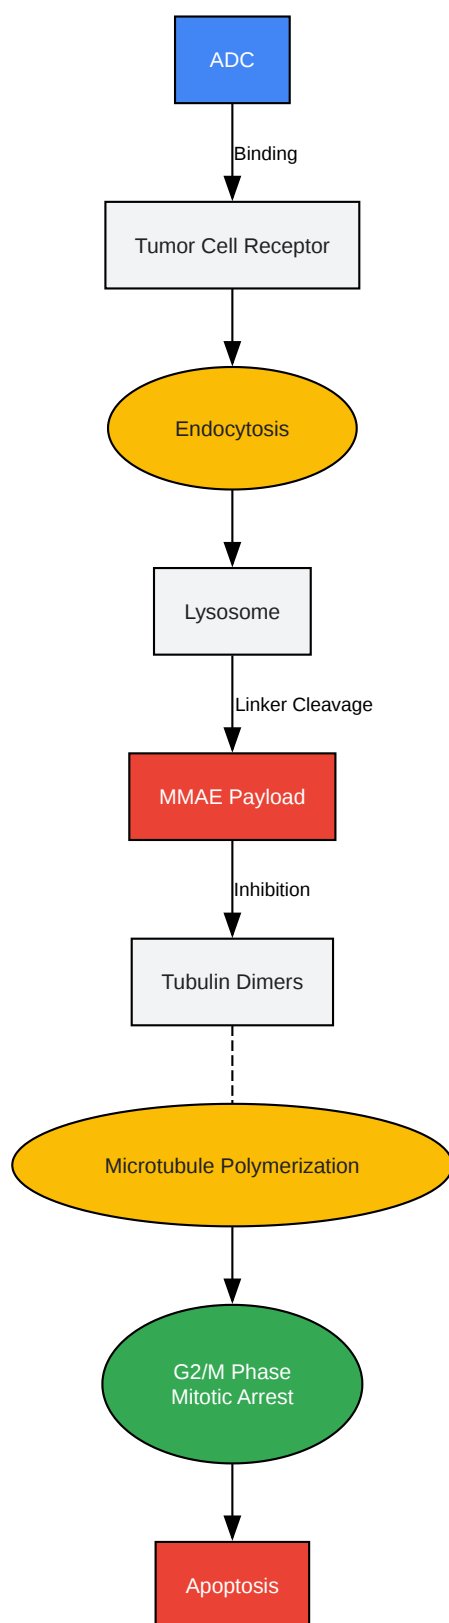 ADC
Binding
Tumor Cell Receptor
Endocytosis
Lysosome
Linker Cleavage
MMAE Payload
Inhibition
Tubulin Dimers
Microtubule Polymerization
G2/M Phase
Mitotic Arrest
Apoptosis